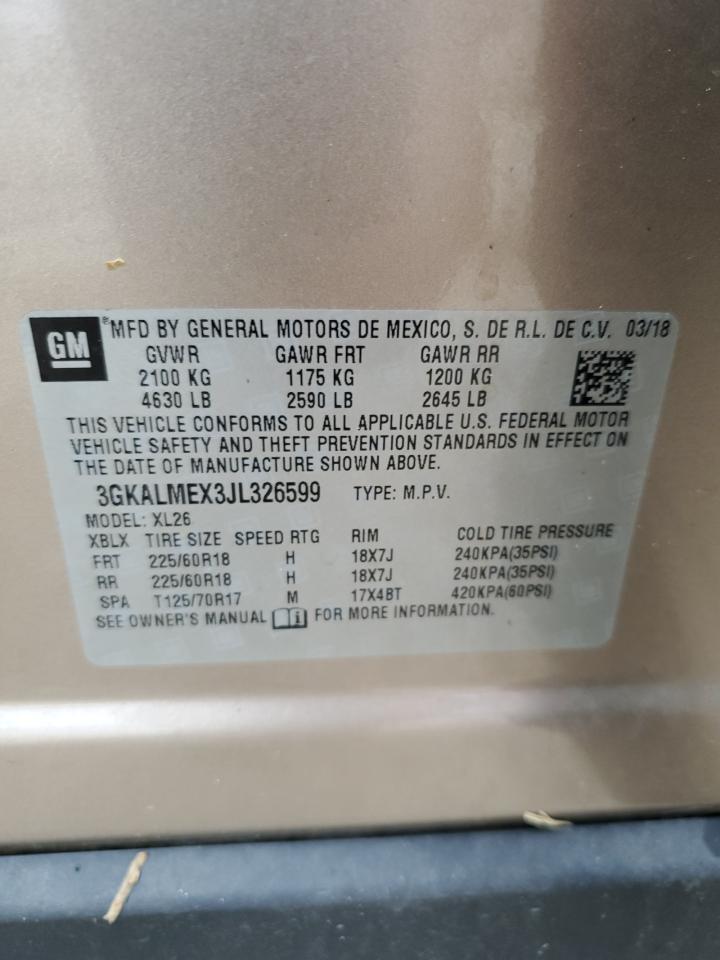 GM ®MFD BY GENERAL MOTORS DE MEXICO, S. DE R.L. DE C.V. 03/18
GVWR GAWR FRT GAWR RR
2100 KG 1175 KG 1200 KG
4630 LB 2590 LB 2645 LB
THIS VEHICLE CONFORMS TO ALL APPLICABLE U.S. FEDERAL MOTOR
VEHICLE SAFETY AND THEFT PREVENTION STANDARDS IN EFFECT ON
THE DATE OF MANUFACTURE SHOWN ABOVE.
3GKALMEX3JL326599 TYPE: M.P.V.
MODEL: XL26
XBLX TIRE SIZE SPEED RTG RIM COLD TIRE PRESSURE
FRT 225/60R18 H 18X7J 240KPA(35PSI)
RR 225/60R18 H 18X7J 240KPA(35PSI)
SPA T125/70R17 M 17X4BT 420KPA(60PSI)
SEE OWNER'S MANUAL i FOR MORE INFORMATION.